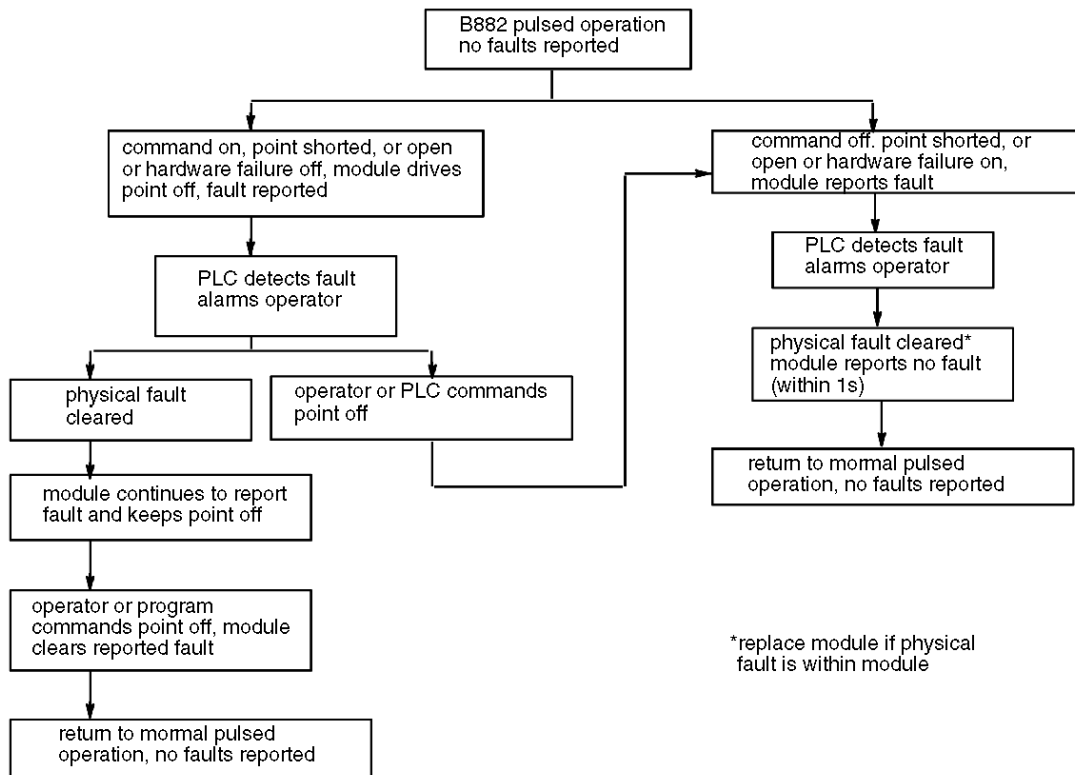 B882 pulsed operation
no faults reported
command on, point shorted, or open
or hardware failure off, module drives
point off, fault reported
PLC detects fault
alarms operator
physical fault
cleared
operator or PLC commands
point off
module continues to report
fault and keeps point off
operator or program
commands point off, module
clears reported fault
return to mormal pulsed
operation, no faults reported
command off. point shorted, or
open or hardware failure on,
module reports fault
PLC detects fault
alarms operator
physical fault cleared*
module reports no fault
(within 1s)
return to mormal pulsed
operation, no faults reported
*replace module if physical
fault is within module